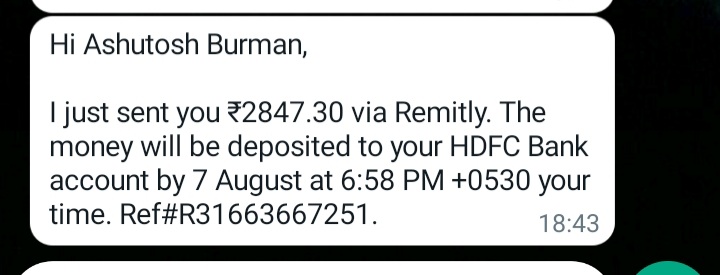 Hi Ashutosh Burman,
I just sent you ₹2847.30 via Remitly. The
money will be deposited to your HDFC Bank
account by 7 August at 6:58 PM +0530 your
time. Ref#R31663667251.
18:43